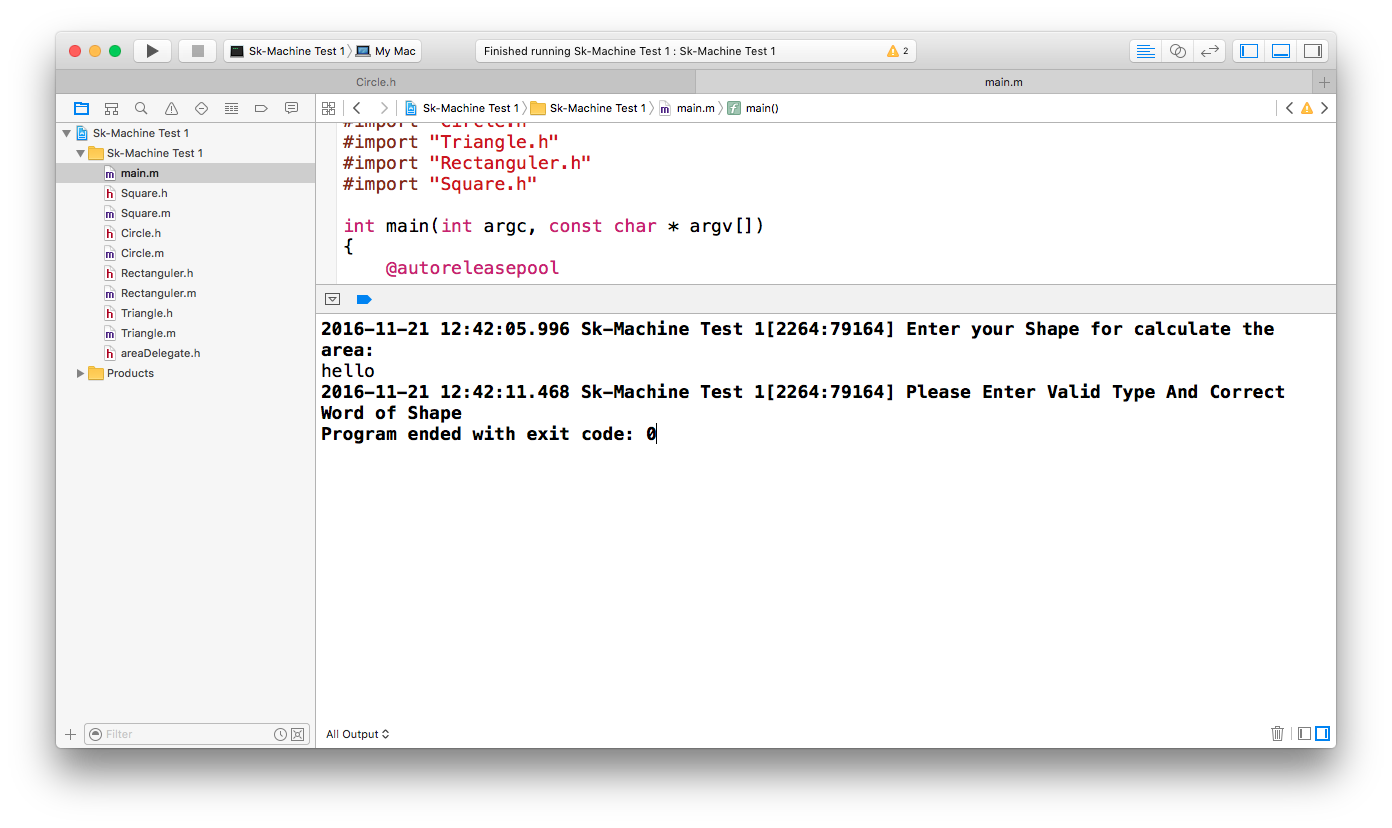 Sk-Machine Test 1 My Mac
Finished running Sk-Machine Test 1 : Sk-Machine Test 1
2
Circle.h
main.m
Sk-Machine Test 1
Sk-Machine Test 1
main.m
Square.h
Square.m
Circle.h
Circle.m
Rectanguler.h
Rectanguler.m
Triangle.h
Triangle.m
areaDelegate.h
Products
Filter
Sk-Machine Test 1 Sk-Machine Test 1 main.m main()
#import "Circle.h"
#import "Triangle.h"
#import "Rectanguler.h"
#import "Square.h"
int main(int argc, const char * argv[])
{
@autoreleasepool
2016-11-21 12:42:05.996 Sk-Machine Test 1[2264:79164] Enter your Shape for calculate the
area:
hello
2016-11-21 12:42:11.468 Sk-Machine Test 1[2264:79164] Please Enter Valid Type And Correct
Word of Shape
Program ended with exit code: 0
All Output